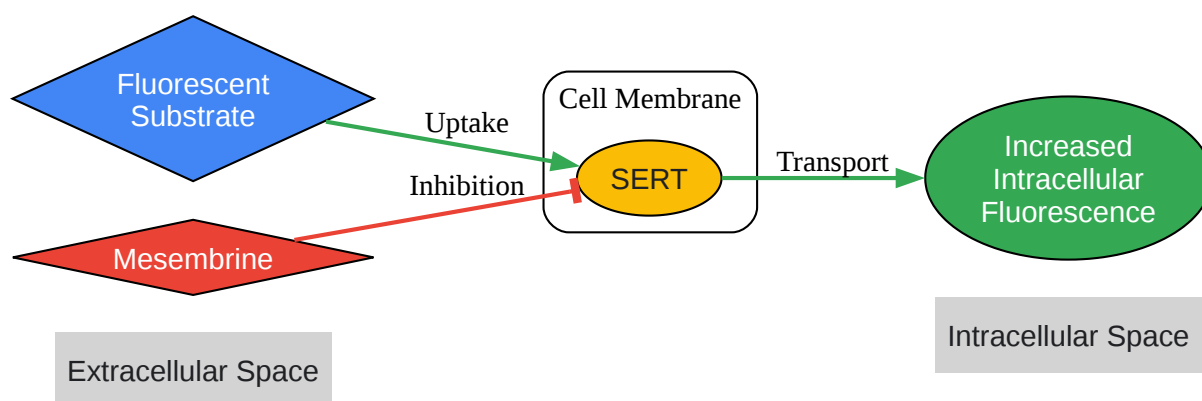 Fluorescent
Substrate
Uptake
Cell Membrane
SERT
Inhibition
Transport
Increased
Intracellular
Fluorescence
Mesembrine
Extracellular Space
Intracellular Space